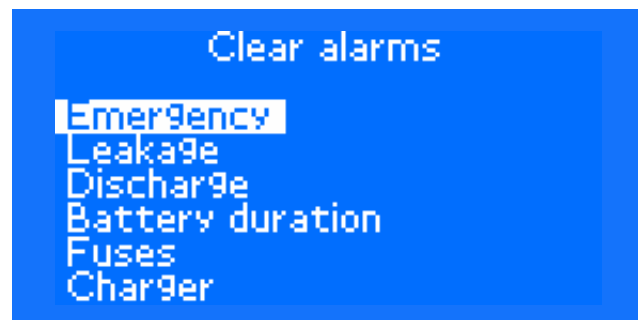 Clear alarms
Emergency
Leakage
Discharge
Battery duration
Fuses
Charger